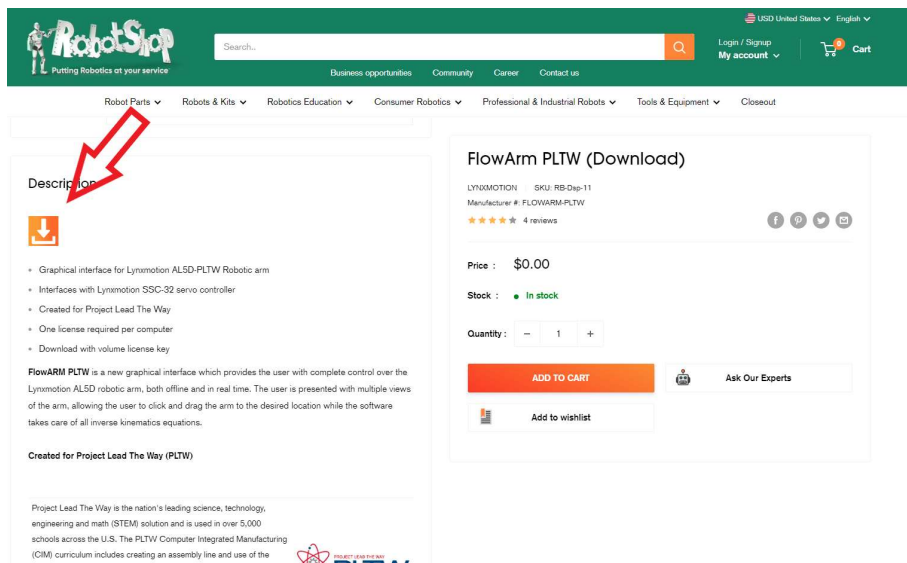 USD United States English
RobotShop
Putting Robotics at your service
Search..
Login / Signup
My account
0
Cart
Business opportunities Community Career Contact us
Robot Parts Robots & Kits Robotics Education Consumer Robotics Professional & Industrial Robots Tools & Equipment Closeout
Description
Graphical interface for Lynxmotion AL5D-PLTW Robotic arm
Interfaces with Lynxmotion SSC-32 servo controller
Created for Project Lead The Way
One license required per computer
Download with volume license key
FlowARM PLTW is a new graphical interface which provides the user with complete control over the
Lynxmotion AL5D robotic arm, both offline and in real time. The user is presented with multiple views
of the arm, allowing the user to click and drag the arm to the desired location while the software
takes care of all inverse kinematics equations.
Created for Project Lead The Way (PLTW)
Project Lead The Way is the nation's leading science, technology,
engineering and math (STEM) solution and is used in over 5,000
schools across the U.S. The PLTW Computer Integrated Manufacturing
(CIM) curriculum includes creating an assembly line and use of the
PROJECT LEAD THE WAY
PLTW
FlowArm PLTW (Download)
LYNXMOTION SKU: RB-Dsp-11
Manufacturer #: FLOWARM-PLTW
4 reviews
Price : $0.00
Stock : In stock
Quantity : − 1 +
ADD TO CART
Ask Our Experts
Add to wishlist